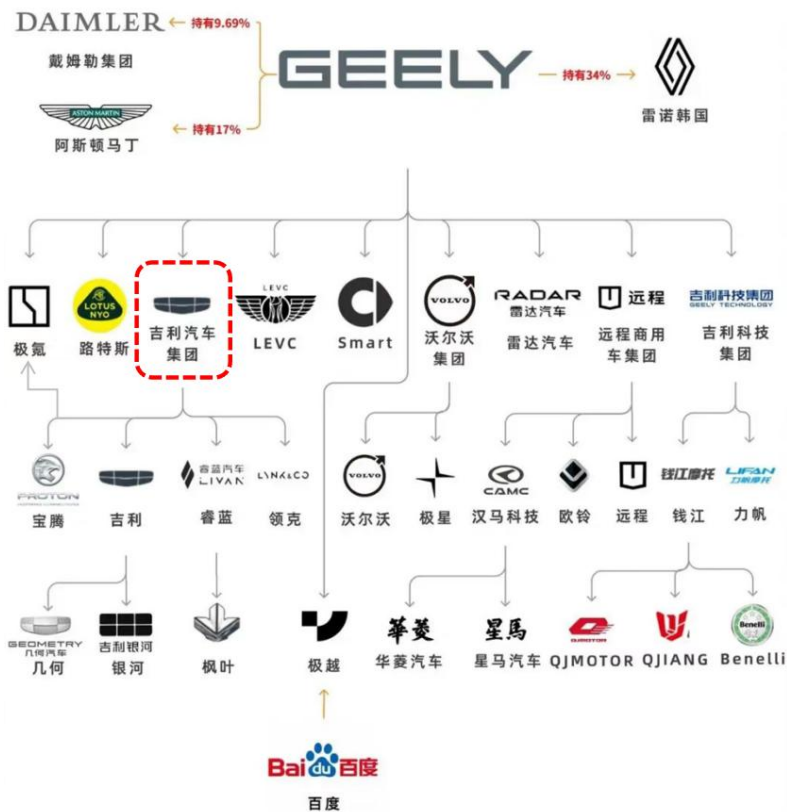 DAIMLER
持有9.69%
戴姆勒集团
GEELY
持有34%
雷诺韩国
ASTON MARTIN
持有17%
阿斯顿马丁
极氪
LOTUS
NYO
路特斯
吉利汽车
集团
LEVC
LEVC
Smart
VOLVO
沃尔沃
集团
RADAR
雷达汽车
雷达汽车
远程
远程商用
车集团
吉利科技集团
GEELY TECHNOLOGY
吉利科技
集团
PROTON
宝腾
吉利
睿蓝汽车
LIVAN
睿蓝
LYNK&CO
领克
VOLVO
沃尔沃
极星
CAMC
汉马科技
欧铃
远程
钱江摩托
钱江
LIFAN
力帆摩托
力帆
GEOMETRY
几何汽车
几何
吉利银河
银河
枫叶
极越
華菱
华菱汽车
星馬
星马汽车
QJMOTOR
QJMOTOR
QJIANG
Benelli
Benelli
Bai du 百度
百度